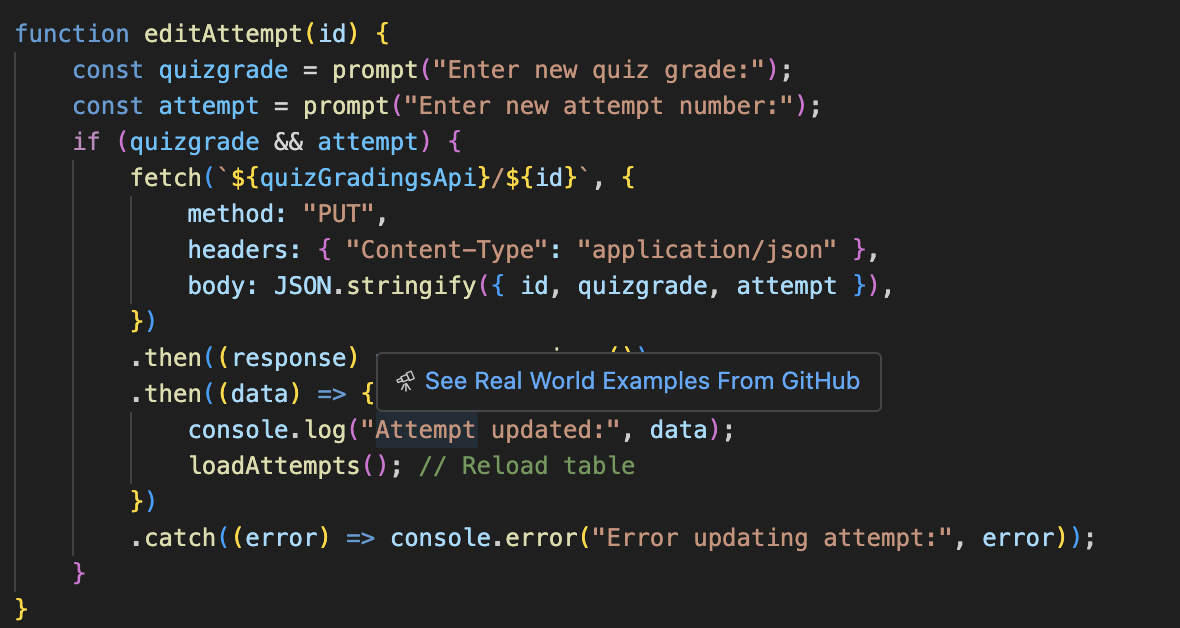 function editAttempt(id) {
    const quizgrade = prompt("Enter new quiz grade:");
    const attempt = prompt("Enter new attempt number:");
    if (quizgrade && attempt) {
        fetch(`${quizGradingsApi}/${id}`, {
            method: "PUT",
            headers: { "Content-Type": "application/json" },
            body: JSON.stringify({ id, quizgrade, attempt }),
        })
        .then((response)
See Real World Examples From GitHub
        .then((data) => {
            console.log("Attempt updated:", data);
            loadAttempts(); // Reload table
        })
        .catch((error) => console.error("Error updating attempt:", error));
    }
}